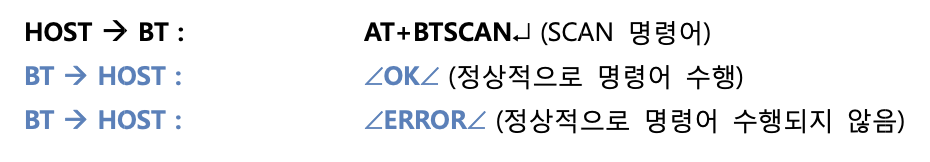 HOST → BT : AT+BTSCAN↵ (SCAN 명령어)
BT → HOST : ∠OK∠ (정상적으로 명령어 수행)
BT → HOST : ∠ERROR∠ (정상적으로 명령어 수행되지 않음)